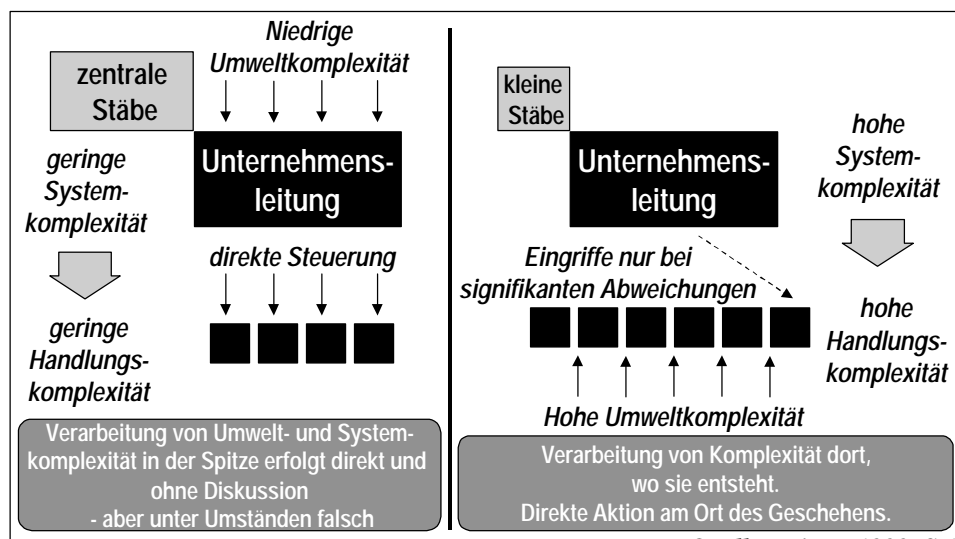 Niedrige
Umweltkomplexität
zentrale
Stäbe
Unternehmens-
leitung
geringe
System-
komplexität
direkte Steuerung
geringe
Handlungs-
komplexität
Verarbeitung von Umwelt- und System-
komplexität in der Spitze erfolgt direkt und
ohne Diskussion
- aber unter Umständen falsch
kleine
Stäbe
Unternehmens-
leitung
hohe
System-
komplexität
Eingriffe nur bei
signifikanten Abweichungen
hohe
Handlungs-
komplexität
Hohe Umweltkomplexität
Verarbeitung von Komplexität dort,
wo sie entsteht.
Direkte Aktion am Ort des Geschehens.